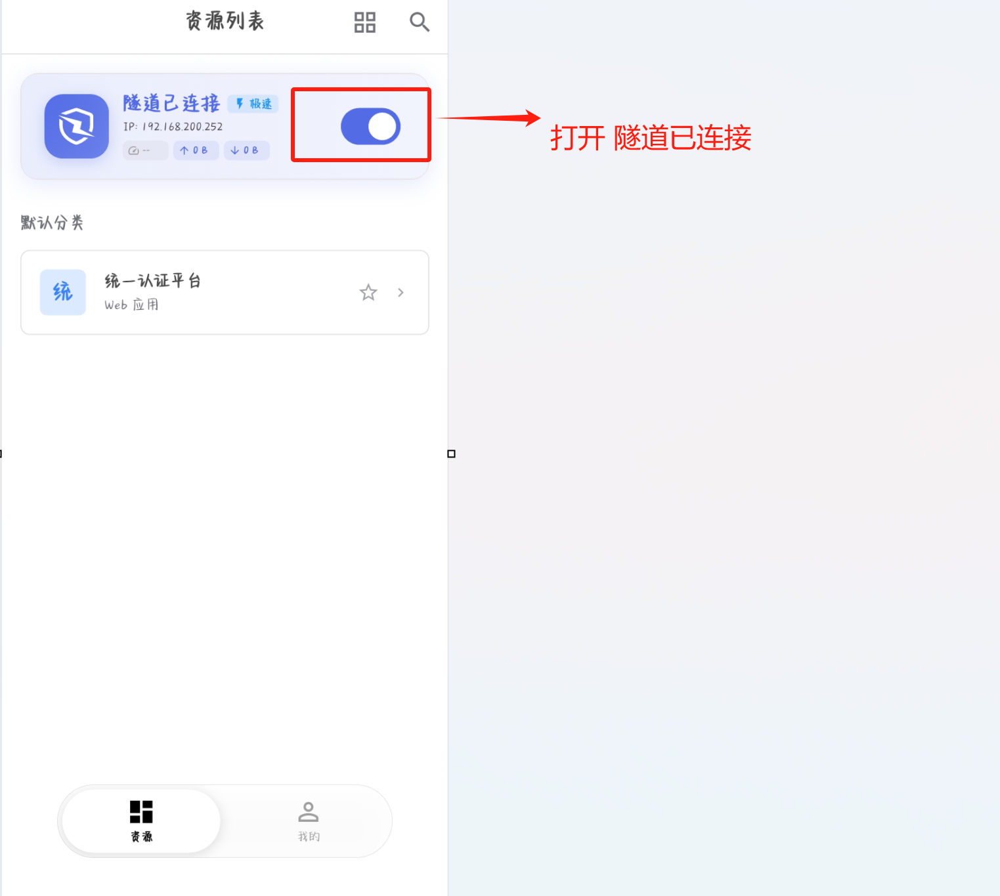 资源列表
隧道已连接 极速
IP: 192.168.200.252
-- ↑ 0 B ↓ 0 B
打开 隧道已连接
默认分类
统
统一认证平台
Web 应用
资源
我的